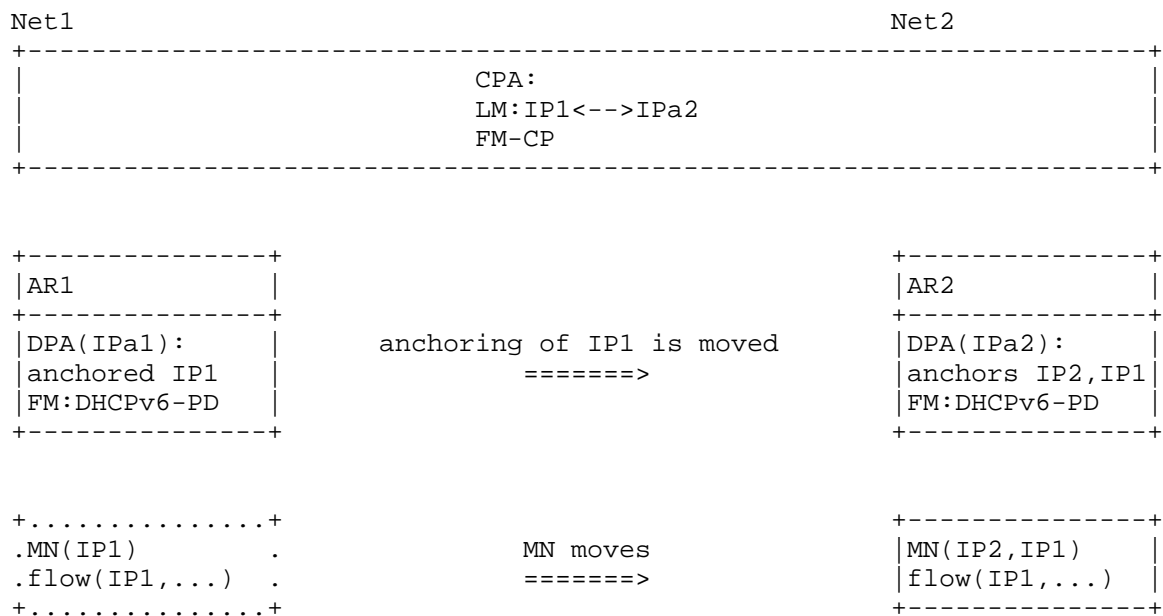 Net1 Net2
+-----------------------------------------------------------------------+
| CPA: |
| LM:IP1<-->IPa2 |
| FM-CP |
+-----------------------------------------------------------------------+
+---------------+ +---------------+
|AR1 | |AR2 |
+---------------+ +---------------+
|DPA(IPa1): | anchoring of IP1 is moved |DPA(IPa2): |
|anchored IP1 | =======> |anchors IP2,IP1|
|FM:DHCPv6-PD | |FM:DHCPv6-PD |
+---------------+ +---------------+
+...............+ +---------------+
.MN(IP1) . MN moves |MN(IP2,IP1) |
.flow(IP1,...) . =======> |flow(IP1,...) |
+...............+ +---------------+